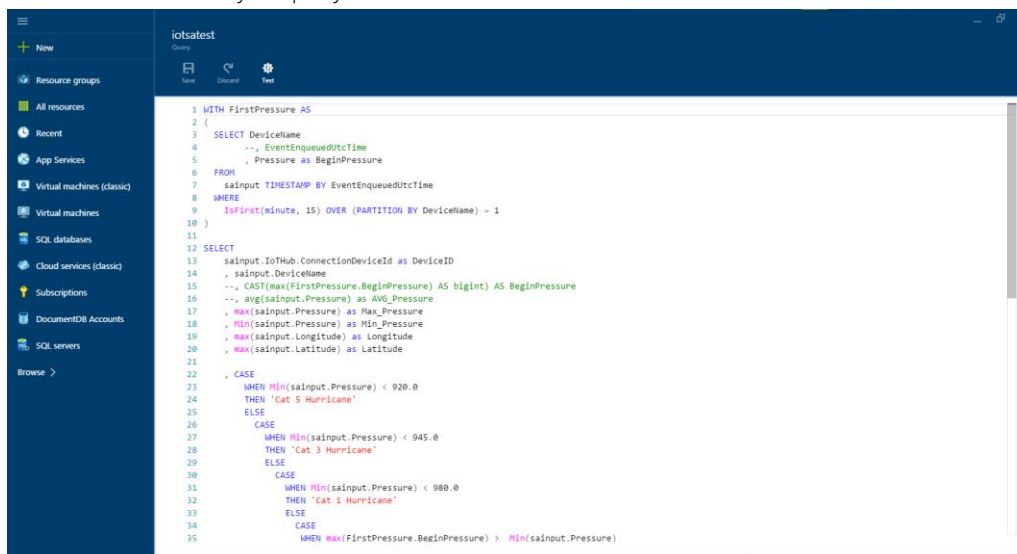 iotsatest
Query
Save Discard Test
New
Resource groups
All resources
Recent
App Services
Virtual machines (classic)
Virtual machines
SQL databases
Cloud services (classic)
Subscriptions
DocumentDB Accounts
SQL servers
Browse >
1 WITH FirstPressure AS
2 (
3 SELECT DeviceName
4 --, EventEnqueuedUtcTime
5 , Pressure as BeginPressure
6 FROM
7 sainput TIMESTAMP BY EventEnqueuedUtcTime
8 WHERE
9 IsFirst(minute, 15) OVER (PARTITION BY DeviceName) = 1
10 )
11
12 SELECT
13 sainput.IoTHub.ConnectionDeviceId as DeviceID
14 , sainput.DeviceName
15 --, CAST(max(FirstPressure.BeginPressure) AS bigint) AS BeginPressure
16 --, avg(sainput.Pressure) as AVG_Pressure
17 , max(sainput.Pressure) as Max_Pressure
18 , Min(sainput.Pressure) as Min_Pressure
19 , max(sainput.Longitude) as Longitude
20 , max(sainput.Latitude) as Latitude
21
22 , CASE
23 WHEN Min(sainput.Pressure) < 920.0
24 THEN 'Cat 5 Hurricane'
25 ELSE
26 CASE
27 WHEN Min(sainput.Pressure) < 945.0
28 THEN 'Cat 3 Hurricane'
29 ELSE
30 CASE
31 WHEN Min(sainput.Pressure) < 980.0
32 THEN 'Cat 1 Hurricane'
33 ELSE
34 CASE
35 WHEN max(FirstPressure.BeginPressure) > Min(sainput.Pressure)